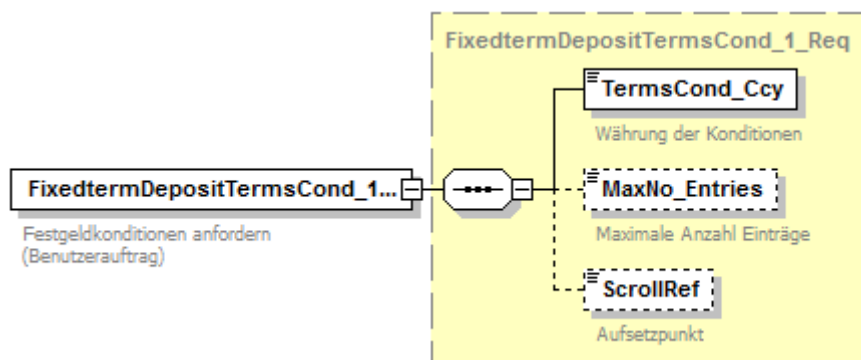 FixedtermDepositTermsCond_1_Req
TermsCond_Ccy
Währung der Konditionen
FixedtermDepositTermsCond_1...
Festgeldkonditionen anfordern
(Benutzerauftrag)
MaxNo_Entries
Maximale Anzahl Einträge
ScrollRef
Aufsetzpunkt